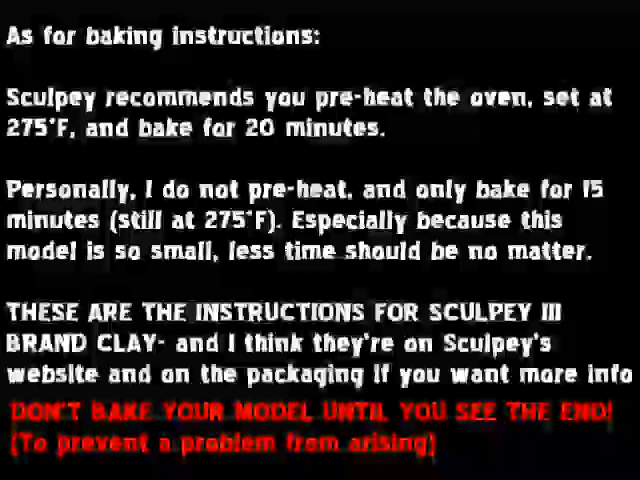 As for baking instructions:
Sculpey recommends you pre-heat the oven, set at
275°F, and bake for 20 minutes.
Personally, I do not pre-heat, and only bake for 15
minutes (still at 275°F). Especially because this
model is so small, less time should be no matter.
THESE ARE THE INSTRUCTIONS FOR SCULPEY III
BRAND CLAY- and I think they're on Sculpey's
website and on the packaging if you want more info
DON'T BAKE YOUR MODEL UNTIL YOU SEE THE END!
(To prevent a problem from arising)